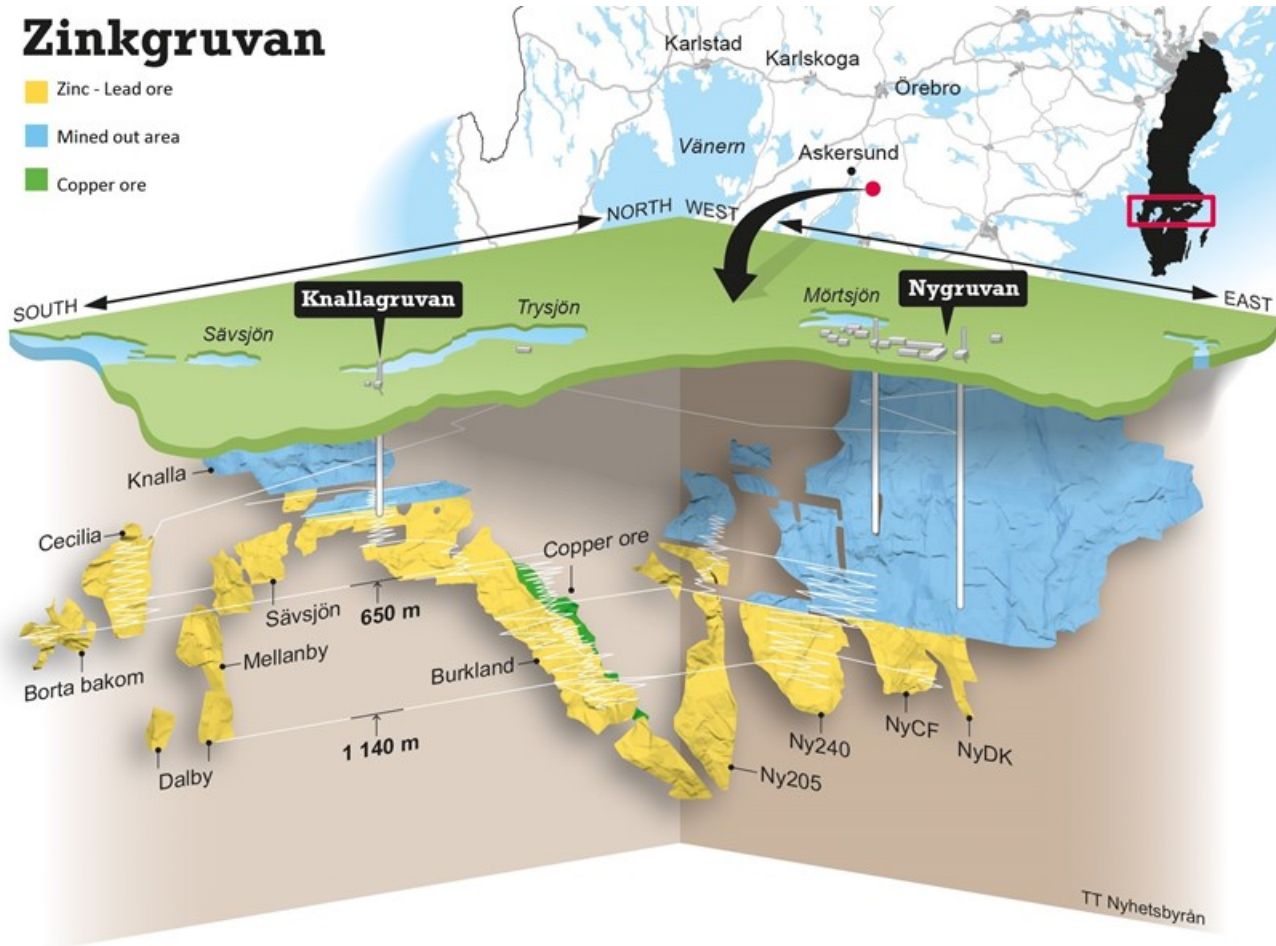 Zinkgruvan
Zinc - Lead ore
Mined out area
Copper ore
Karlstad
Karlskoga
Örebro
Vänern
Askersund
NORTH
WEST
SOUTH
EAST
Knallagruvan
Nygruvan
Sävsjön
Trysjön
Mörtsjön
Knalla
Cecilia
Copper ore
Sävsjön
650 m
Mellanby
Burkland
Borta bakom
1 140 m
Dalby
Ny240
NyCF
NyDK
Ny205
TT Nyhetsbyrån